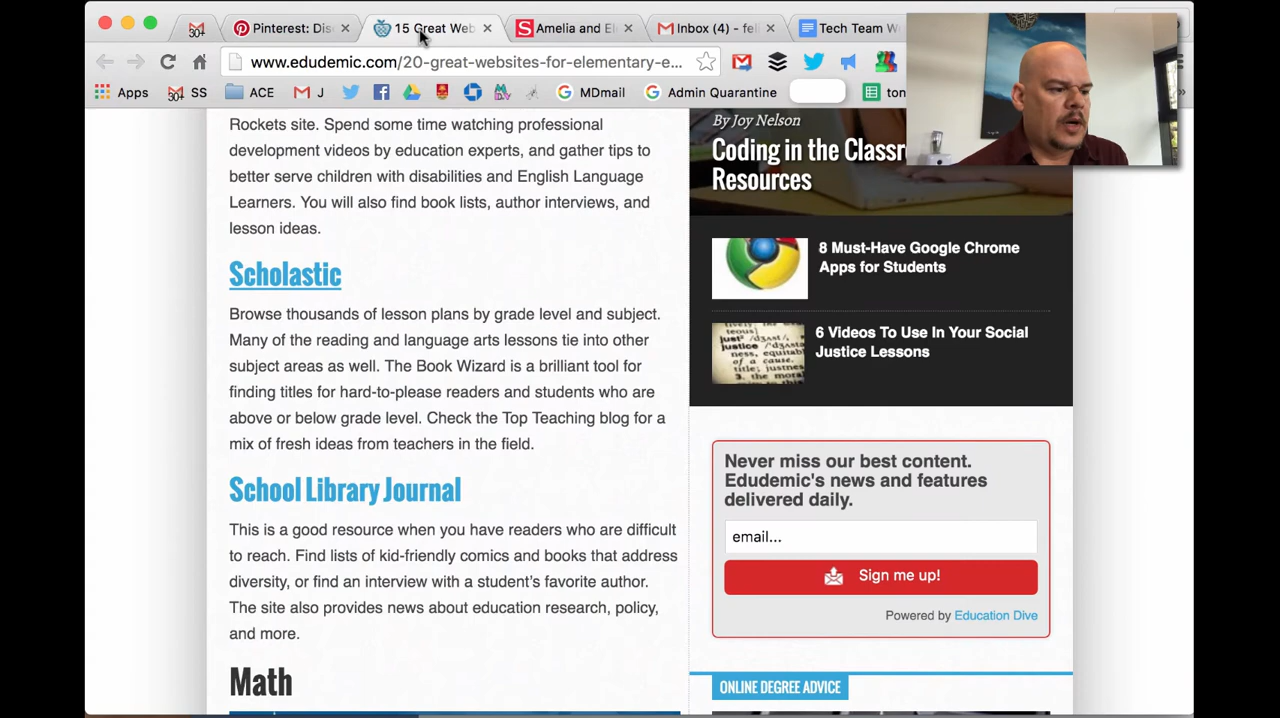 Pinterest: Dis
15 Great Web
Amelia and El
Inbox (4) - feli
Tech Team W
www.edudemic.com/20-great-websites-for-elementary-e...
Apps
SS
ACE
J
MDmail
Admin Quarantine
ton
»
Rockets site. Spend some time watching professional
development videos by education experts, and gather tips to
better serve children with disabilities and English Language
Learners. You will also find book lists, author interviews, and
lesson ideas.
Scholastic
Browse thousands of lesson plans by grade level and subject.
Many of the reading and language arts lessons tie into other
subject areas as well. The Book Wizard is a brilliant tool for
finding titles for hard-to-please readers and students who are
above or below grade level. Check the Top Teaching blog for a
mix of fresh ideas from teachers in the field.
School Library Journal
This is a good resource when you have readers who are difficult
to reach. Find lists of kid-friendly comics and books that address
diversity, or find an interview with a student's favorite author.
The site also provides news about education research, policy,
and more.
Math
By Joy Nelson
Coding in the Classr
Resources
8 Must-Have Google Chrome
Apps for Students
6 Videos To Use In Your Social
Justice Lessons
Never miss our best content.
Edudemic's news and features
delivered daily.
email...
Sign me up!
Powered by Education Dive
ONLINE DEGREE ADVICE